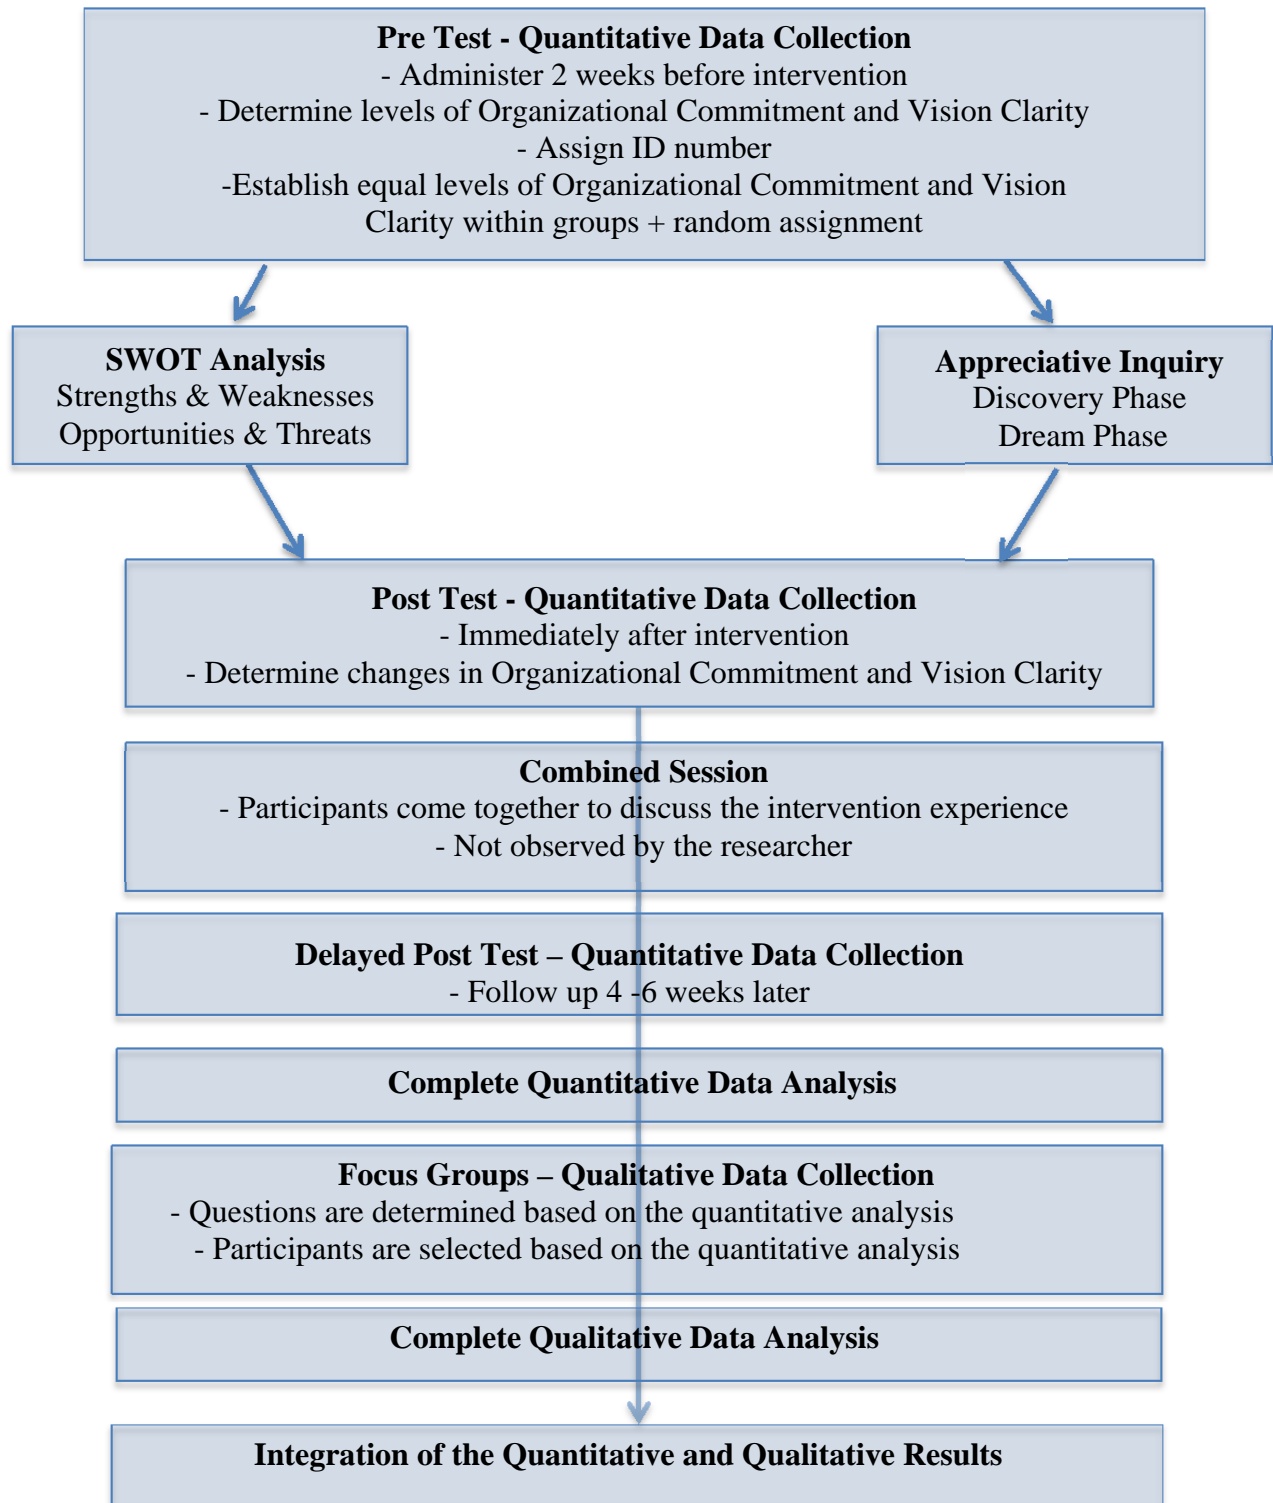 Pre Test - Quantitative Data Collection
- Administer 2 weeks before intervention
- Determine levels of Organizational Commitment and Vision Clarity
- Assign ID number
-Establish equal levels of Organizational Commitment and Vision
Clarity within groups + random assignment
SWOT Analysis
Strengths & Weaknesses
Opportunities & Threats
Appreciative Inquiry
Discovery Phase
Dream Phase
Post Test - Quantitative Data Collection
- Immediately after intervention
- Determine changes in Organizational Commitment and Vision Clarity
Combined Session
- Participants come together to discuss the intervention experience
- Not observed by the researcher
Delayed Post Test – Quantitative Data Collection
- Follow up 4 -6 weeks later
Complete Quantitative Data Analysis
Focus Groups – Qualitative Data Collection
- Questions are determined based on the quantitative analysis
- Participants are selected based on the quantitative analysis
Complete Qualitative Data Analysis
Integration of the Quantitative and Qualitative Results